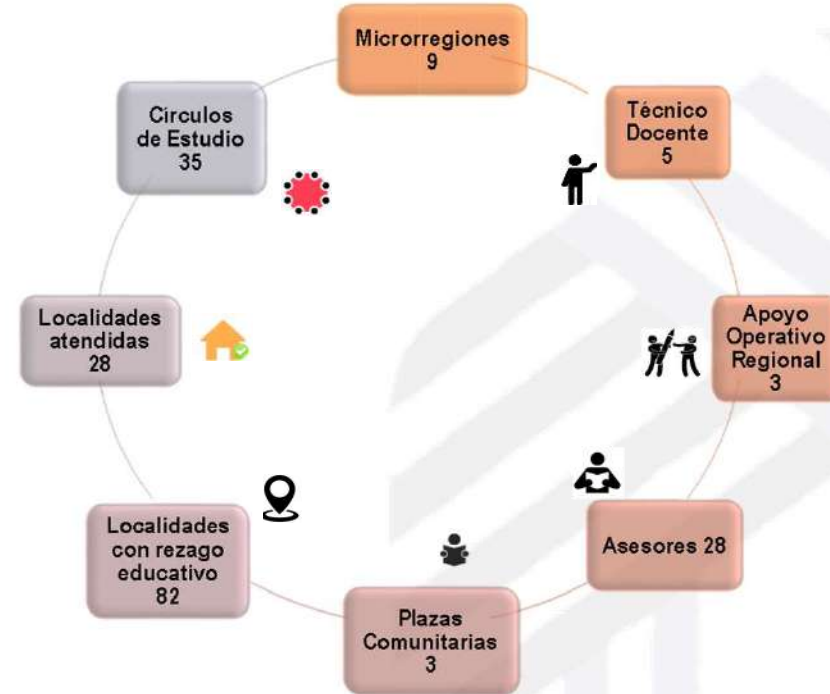 Microrregiones
9
Técnico
Docente
5
Apoyo
Operativo
Regional
3
Asesores 28
Plazas
Comunitarias
3
Localidades
con rezago
educativo
82
Localidades
atendidas
28
Círculos
de Estudio
35